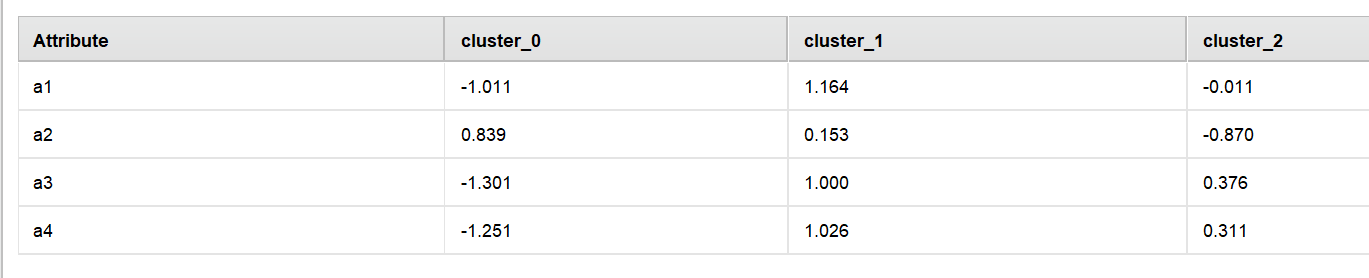 Attribute cluster_0 cluster_1 cluster_2
a1 -1.011 1.164 -0.011
a2 0.839 0.153 -0.870
a3 -1.301 1.000 0.376
a4 -1.251 1.026 0.311